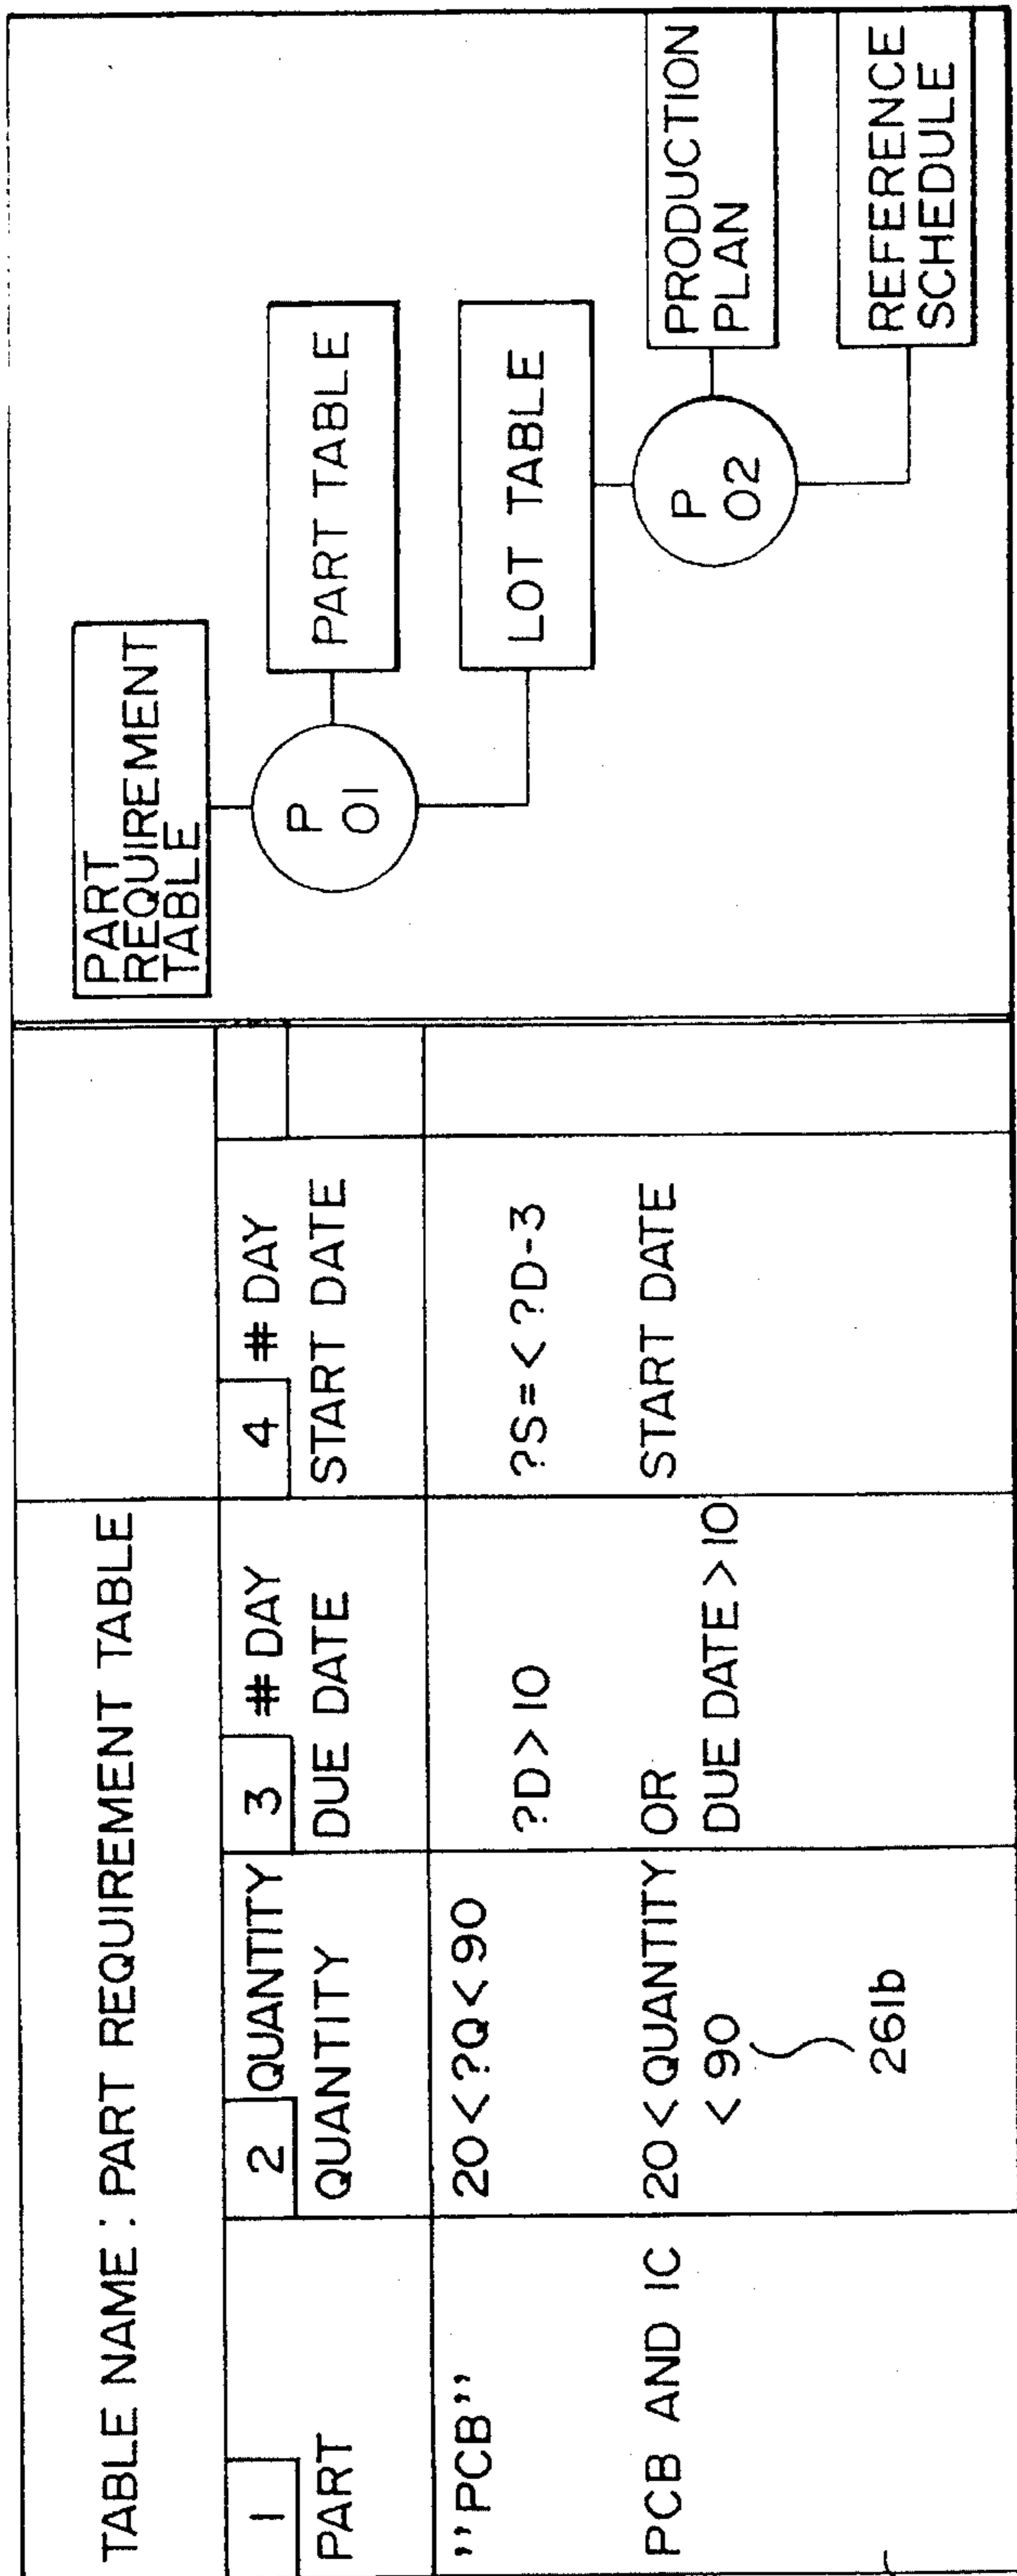 TABLE NAME : PART REQUIREMENT TABLE
1
PART
2 QUANTITY
QUANTITY
3 #DAY
DUE DATE
4 #DAY
START DATE
"PCB"
20<?Q<90
?D>10
?S=<?D-3
PCB AND IC
20<QUANTITY
<90
OR
DUE DATE>10
START DATE
261b
PART
REQUIREMENT
TABLE
P
01
PART TABLE
LOT TABLE
P
02
PRODUCTION
PLAN
REFERENCE
SCHEDULE